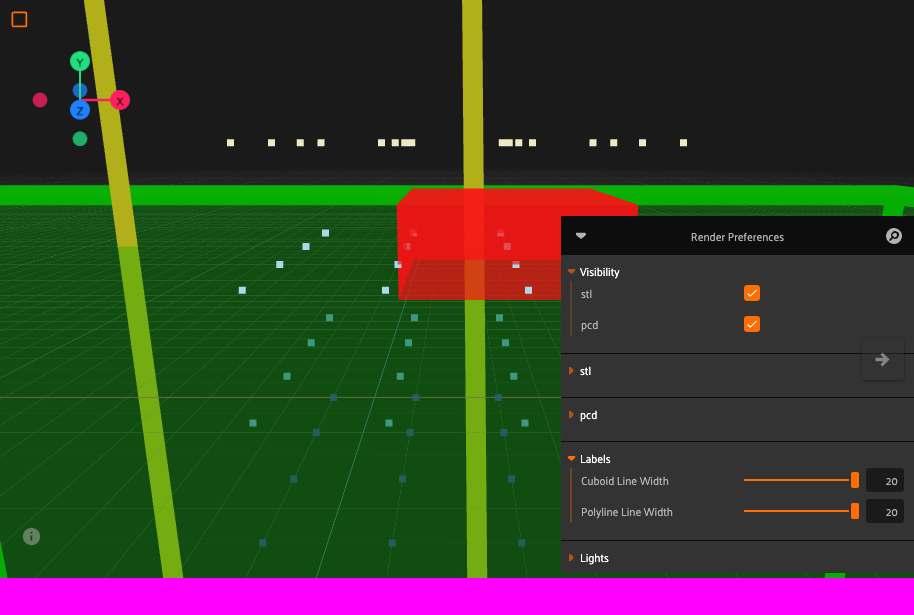 Y
X
Z
Render Preferences
Visibility
stl
pcd
stl
pcd
Labels
Cuboid Line Width 20
Polyline Line Width 20
Lights
i